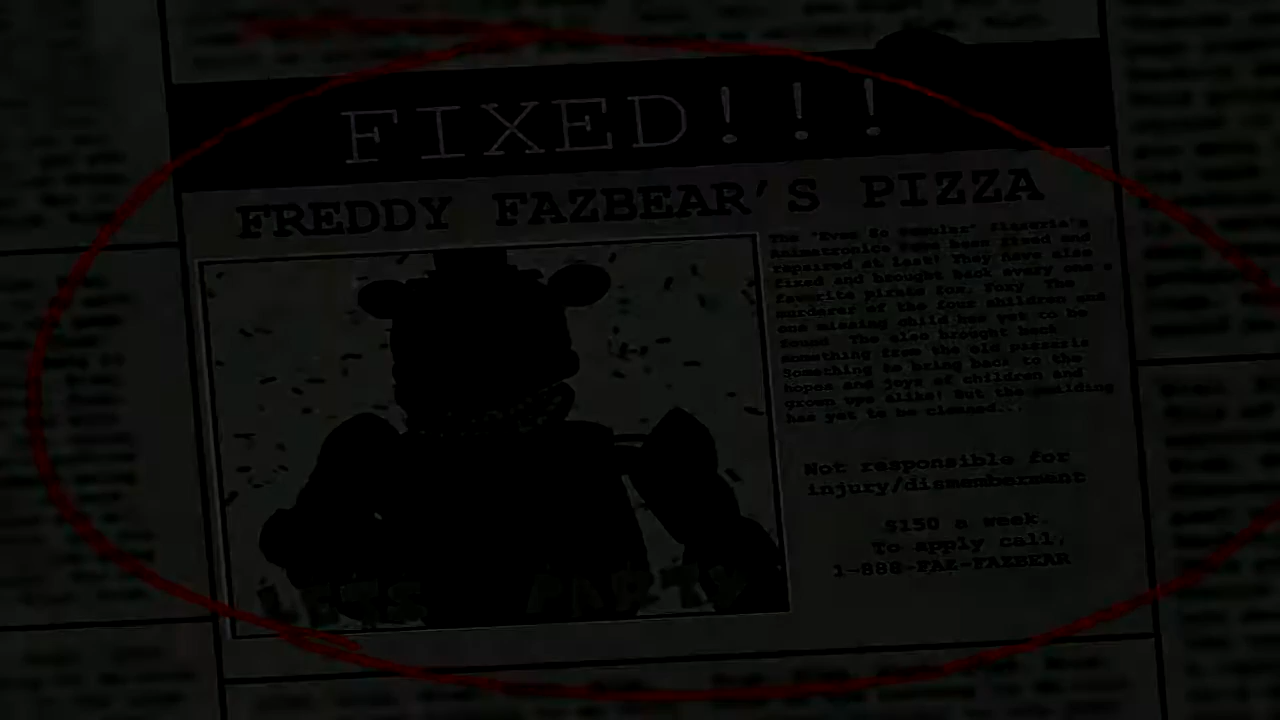 FIXED!!!
FREDDY FAZBEAR'S PIZZA
The "Ever So Popular" Pizzeria's
Animatronics have been fixed and
repaired at last! They have also
fixed and brought back every one's
favorite pirate fox, Foxy. The
murderer of the four children and
one missing child has yet to be
found. The also brought back
something from the old pizzeria
Something to bring back to the
hopes and joys of children and
grown ups alike! But the building
has yet to be cleaned...
Not responsible for
injury/dismemberment
$150 a week.
To apply call,
1-888-FAZ-FAZBEAR
LETS PARTY